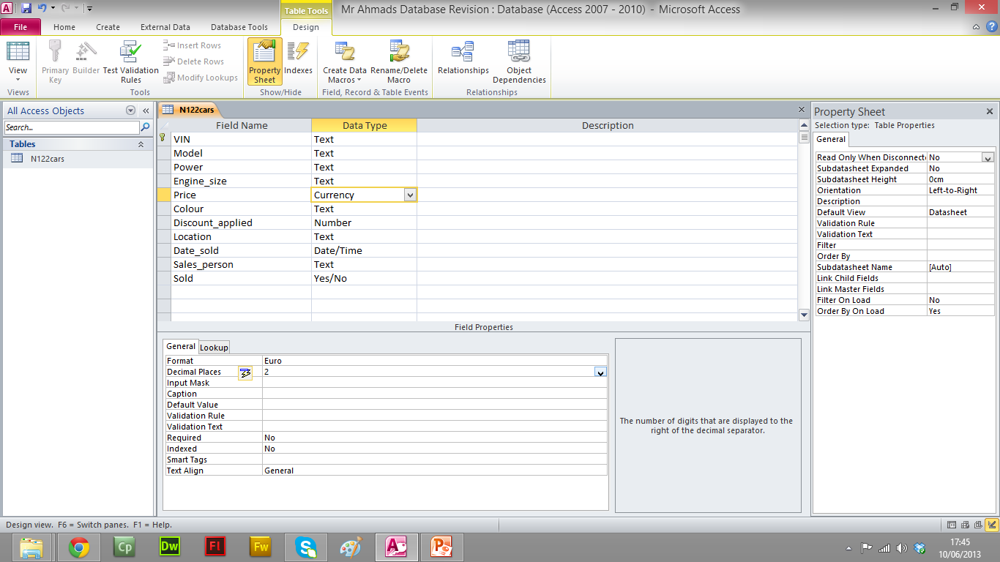 Table Tools
Mr Ahmads Database Revision : Database (Access 2007 - 2010) - Microsoft Access
File Home Create External Data Database Tools Design
View
Primary Key
Builder
Test Validation Rules
Insert Rows
Delete Rows
Modify Lookups
Property Sheet
Indexes
Create Data Macros
Rename/Delete Macro
Relationships
Object Dependencies
Views Tools Show/Hide Field, Record & Table Events Relationships
All Access Objects
Search...
Tables
N122cars
N122cars
Field Name Data Type Description
VIN Text
Model Text
Power Text
Engine_size Text
Price Currency
Colour Text
Discount_applied Number
Location Text
Date_sold Date/Time
Sales_person Text
Sold Yes/No
Field Properties
General Lookup
Format Euro
Decimal Places 2
Input Mask
Caption
Default Value
Validation Rule
Validation Text
Required No
Indexed No
Smart Tags
Text Align General
The number of digits that are displayed to the
right of the decimal separator.
Property Sheet
Selection type: Table Properties
General
Read Only When Disconnecte No
Subdatasheet Expanded No
Subdatasheet Height 0cm
Orientation Left-to-Right
Description
Default View Datasheet
Validation Rule
Validation Text
Filter
Order By
Subdatasheet Name [Auto]
Link Child Fields
Link Master Fields
Filter On Load No
Order By On Load Yes
Design view. F6 = Switch panes. F1 = Help.
Cp Dw Fl Fw S A P
17:45
10/06/2013